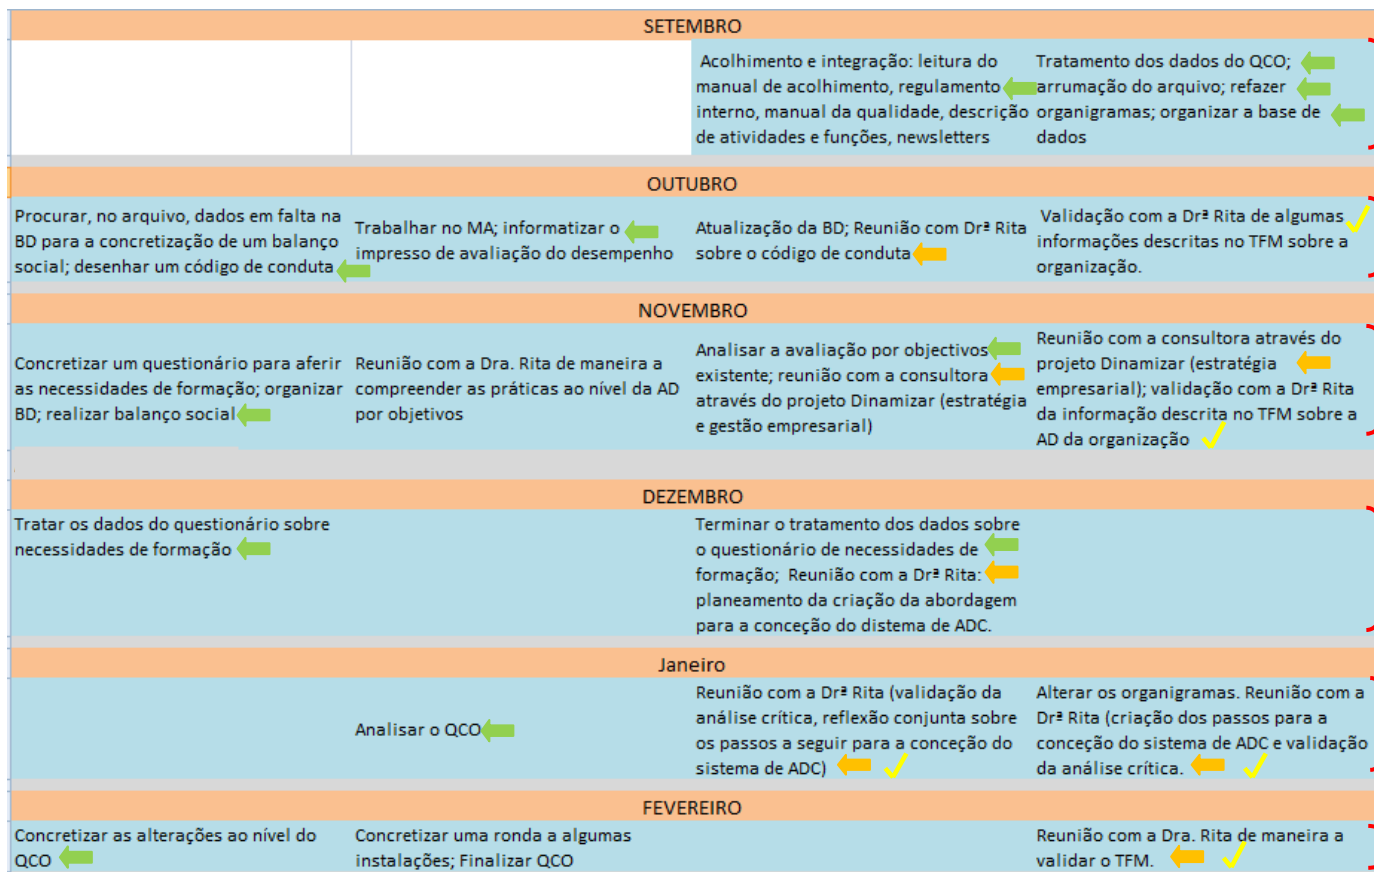 SETEMBRO
Acolhimento e integração: leitura do
manual de acolhimento, regulamento
interno, manual da qualidade, descrição
de atividades e funções, newsletters
Tratamento dos dados do QCO;
arrumação do arquivo; refazer
organigramas; organizar a base de
dados
OUTUBRO
Procurar, no arquivo, dados em falta na
BD para a concretização de um balanço
social; desenhar um código de conduta
Trabalhar no MA; informatizar o
impresso de avaliação do desempenho
Atualização da BD; Reunião com Drª Rita
sobre o código de conduta
Validação com a Drª Rita de algumas
informações descritas no TFM sobre a
organização.
NOVEMBRO
Concretizar um questionário para aferir
as necessidades de formação; organizar
BD; realizar balanço social
Reunião com a Dra. Rita de maneira a
compreender as práticas ao nível da AD
por objetivos
Analisar a avaliação por objectivos
existente; reunião com a consultora
através do projeto Dinamizar (estratégia
e gestão empresarial)
Reunião com a consultora através do
projeto Dinamizar (estratégia
empresarial); validação com a Drª Rita
da informação descrita no TFM sobre a
AD da organização
DEZEMBRO
Tratar os dados do questionário sobre
necessidades de formação
Terminar o tratamento dos dados sobre
o questionário de necessidades de
formação; Reunião com a Drª Rita:
planeamento da criação da abordagem
para a conceção do distema de ADC.
Janeiro
Analisar o QCO
Reunião com a Drª Rita (validação da
análise crítica, reflexão conjunta sobre
os passos a seguir para a conceção do
sistema de ADC)
Alterar os organigramas. Reunião com a
Drª Rita (criação dos passos para a
conceção do sistema de ADC e validação
da análise crítica.
FEVEREIRO
Concretizar as alterações ao nível do
QCO
Concretizar uma ronda a algumas
instalações; Finalizar QCO
Reunião com a Dra. Rita de maneira a
validar o TFM.